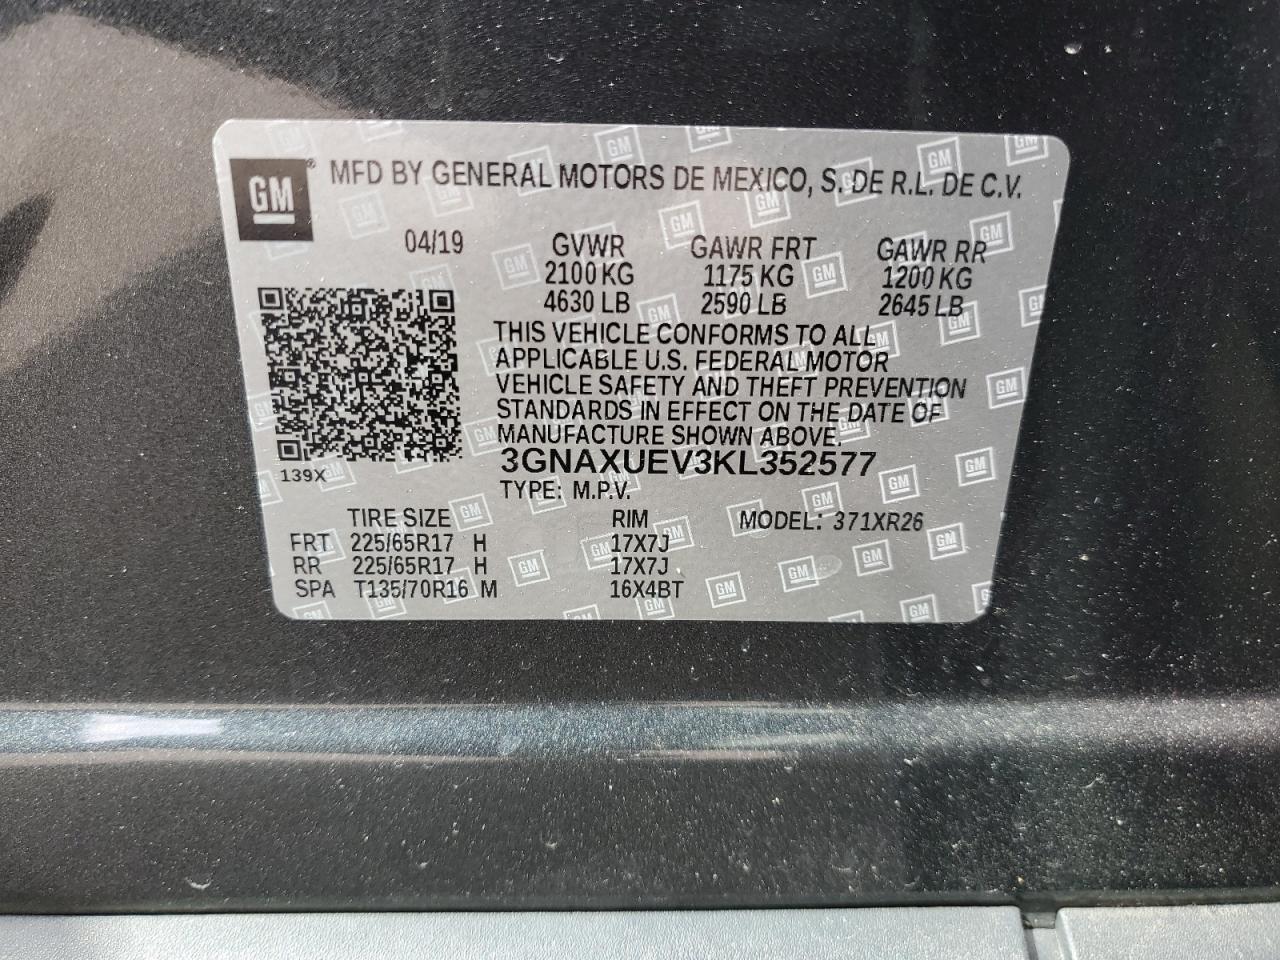 GM® MFD BY GENERAL MOTORS DE MEXICO, S. DE R.L. DE C.V.
04/19 GVWR GAWR FRT GAWR RR
2100 KG 1175 KG 1200 KG
4630 LB 2590 LB 2645 LB
THIS VEHICLE CONFORMS TO ALL
APPLICABLE U.S. FEDERAL MOTOR
VEHICLE SAFETY AND THEFT PREVENTION
STANDARDS IN EFFECT ON THE DATE OF
MANUFACTURE SHOWN ABOVE.
139X 3GNAXUEV3KL352577
TYPE: M.P.V.
TIRE SIZE RIM MODEL: 371XR26
FRT 225/65R17 H 17X7J
RR 225/65R17 H 17X7J
SPA T135/70R16 M 16X4BT